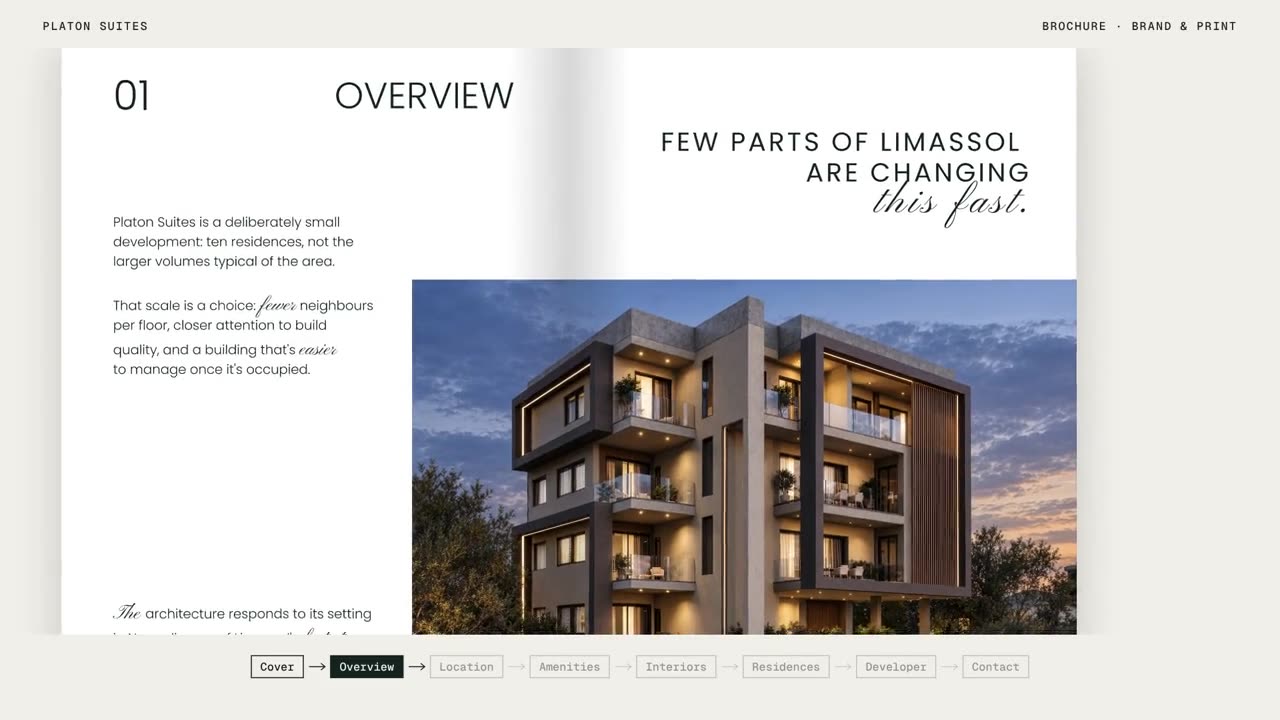 PLATON SUITES
BROCHURE · BRAND & PRINT
01
OVERVIEW
Platon Suites is a deliberately small
development: ten residences, not the
larger volumes typical of the area.
That scale is a choice: fewer neighbours
per floor, closer attention to build
quality, and a building that's easier
to manage once it's occupied.
The architecture responds to its setting
FEW PARTS OF LIMASSOL
ARE CHANGING
this fast.
Cover
Overview
Location
Amenities
Interiors
Residences
Developer
Contact